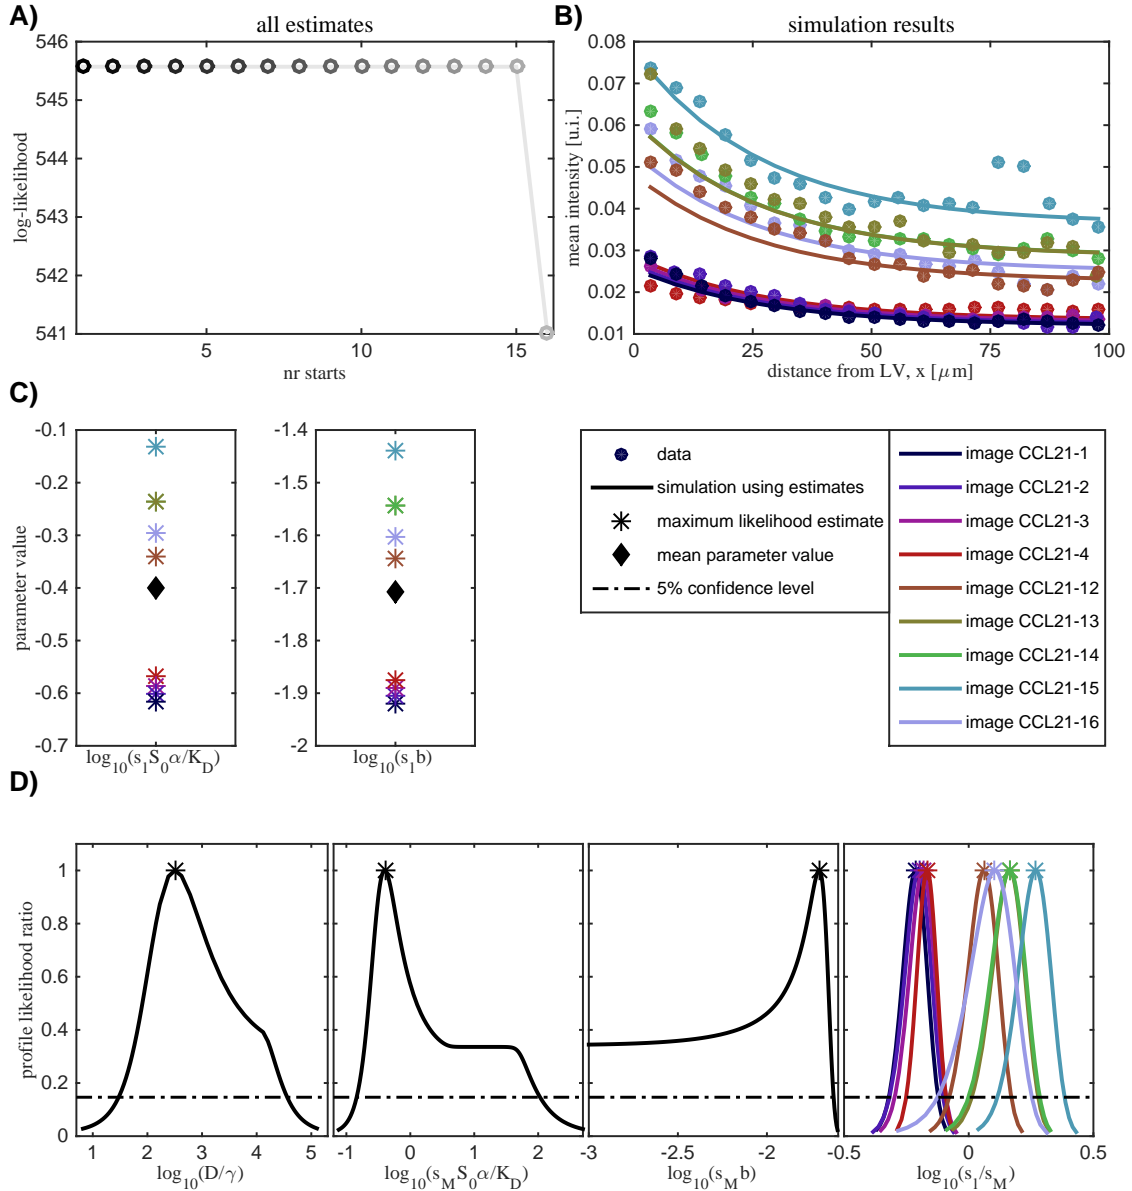 A)
all estimates
546
545
544
543
542
541
log-likelihood
5
10
15
nr starts
B)
simulation results
0.08
0.07
0.06
0.05
0.04
0.03
0.02
0.01
mean intensity [u.i.]
0
25
50
75
100
distance from LV, x [μm]
C)
-0.1
-0.2
-0.3
-0.4
-0.5
-0.6
-0.7
parameter value
log10(s1S0α/KD)
-1.4
-1.5
-1.6
-1.7
-1.8
-1.9
-2
log10(s1b)
data
simulation using estimates
maximum likelihood estimate
mean parameter value
5% confidence level
image CCL21-1
image CCL21-2
image CCL21-3
image CCL21-4
image CCL21-12
image CCL21-13
image CCL21-14
image CCL21-15
image CCL21-16
D)
1
0.8
0.6
0.4
0.2
0
profile likelihood ratio
1 2 3 4 5
log10(D/γ)
-1 0 1 2
log10(sMS0α/KD)
-3 -2 -2
log10(sMb)
-0.5 0 0.5
log10(s1/sM)